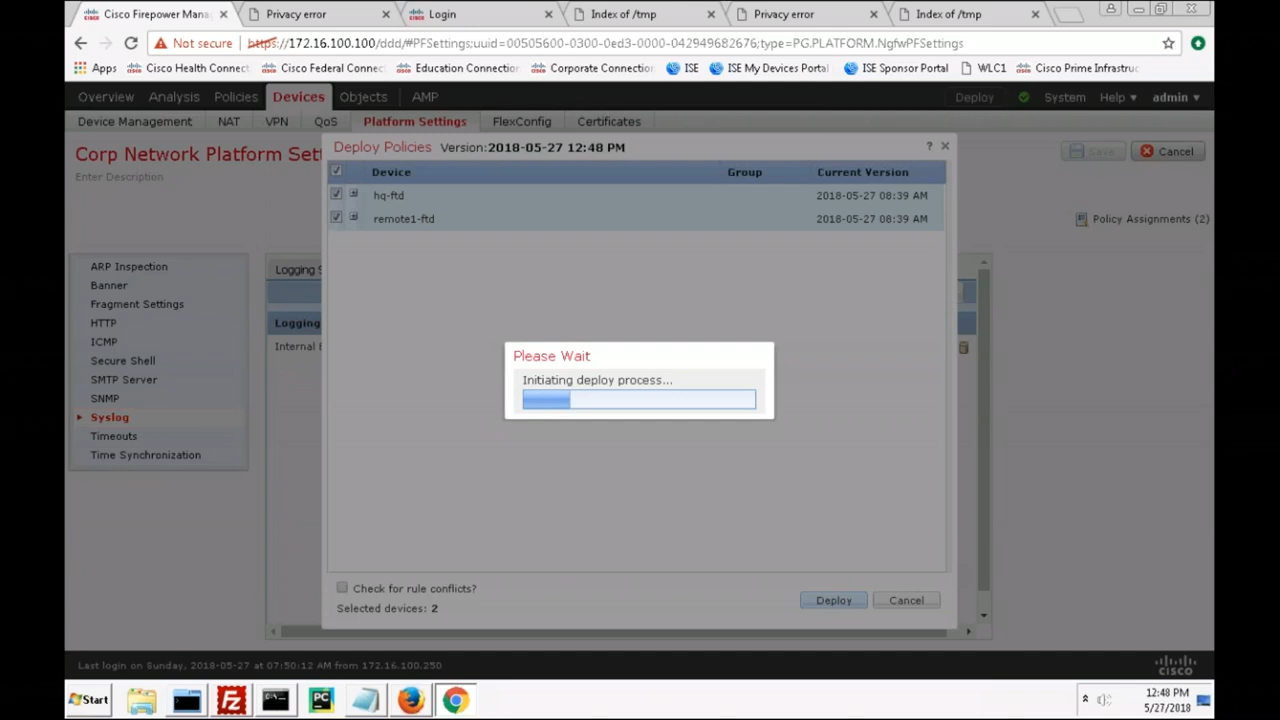 Cisco Firepower Mana
Privacy error
Login
Index of /tmp
Privacy error
Index of /tmp
Not secure https://172.16.100.100/ddd/#PFSettings;uuid=00505600-0300-0ed3-0000-042949682676;type=PG.PLATFORM.NgfwPFSettings
Apps Cisco Health Connect Cisco Federal Connec Education Connection Corporate Connection ISE ISE My Devices Portal ISE Sponsor Portal WLC1 Cisco Prime Infrastruc
Overview Analysis Policies Devices Objects AMP Deploy System Help admin
Device Management NAT VPN QoS Platform Settings FlexConfig Certificates
Corp Network Platform Set
Enter Description
Save Cancel
Policy Assignments (2)
Deploy Policies Version:2018-05-27 12:48 PM ?
Device Group Current Version
hq-ftd 2018-05-27 08:39 AM
remote1-ftd 2018-05-27 08:39 AM
ARP Inspection
Banner
Fragment Settings
HTTP
ICMP
Secure Shell
SMTP Server
SNMP
Syslog
Timeouts
Time Synchronization
Logging S
Logging
Internal B
Please Wait
Initiating deploy process...
Check for rule conflicts?
Selected devices: 2
Deploy Cancel
Last login on Sunday, 2018-05-27 at 07:50:12 AM from 172.16.100.250
CISCO
Start
12:48 PM
5/27/2018